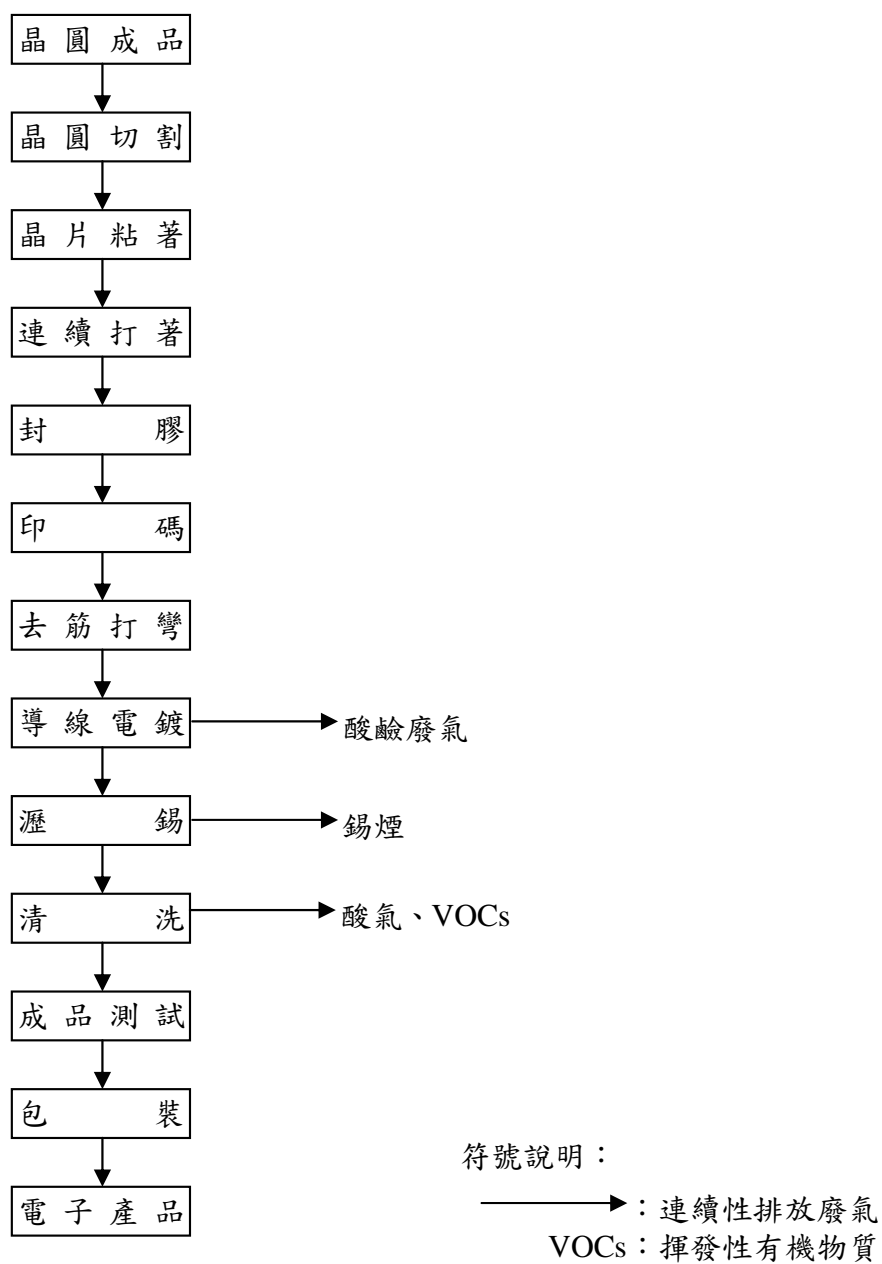 晶圓成品
晶圓切割
晶片粘著
連續打著
封膠
印碼
去筋打彎
導線電鍍
酸鹼廢氣
瀝錫
錫煙
清洗
酸氣、VOCs
成品測試
包裝
電子產品
符號說明：
：連續性排放廢氣
VOCs：揮發性有機物質